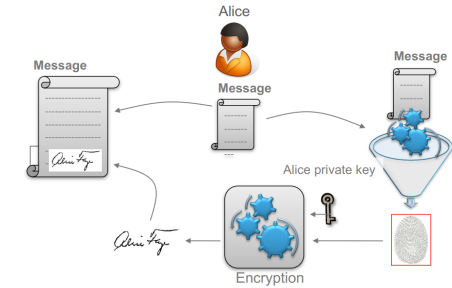 Alice
Message
Message
Message
Alice private key
Encryption